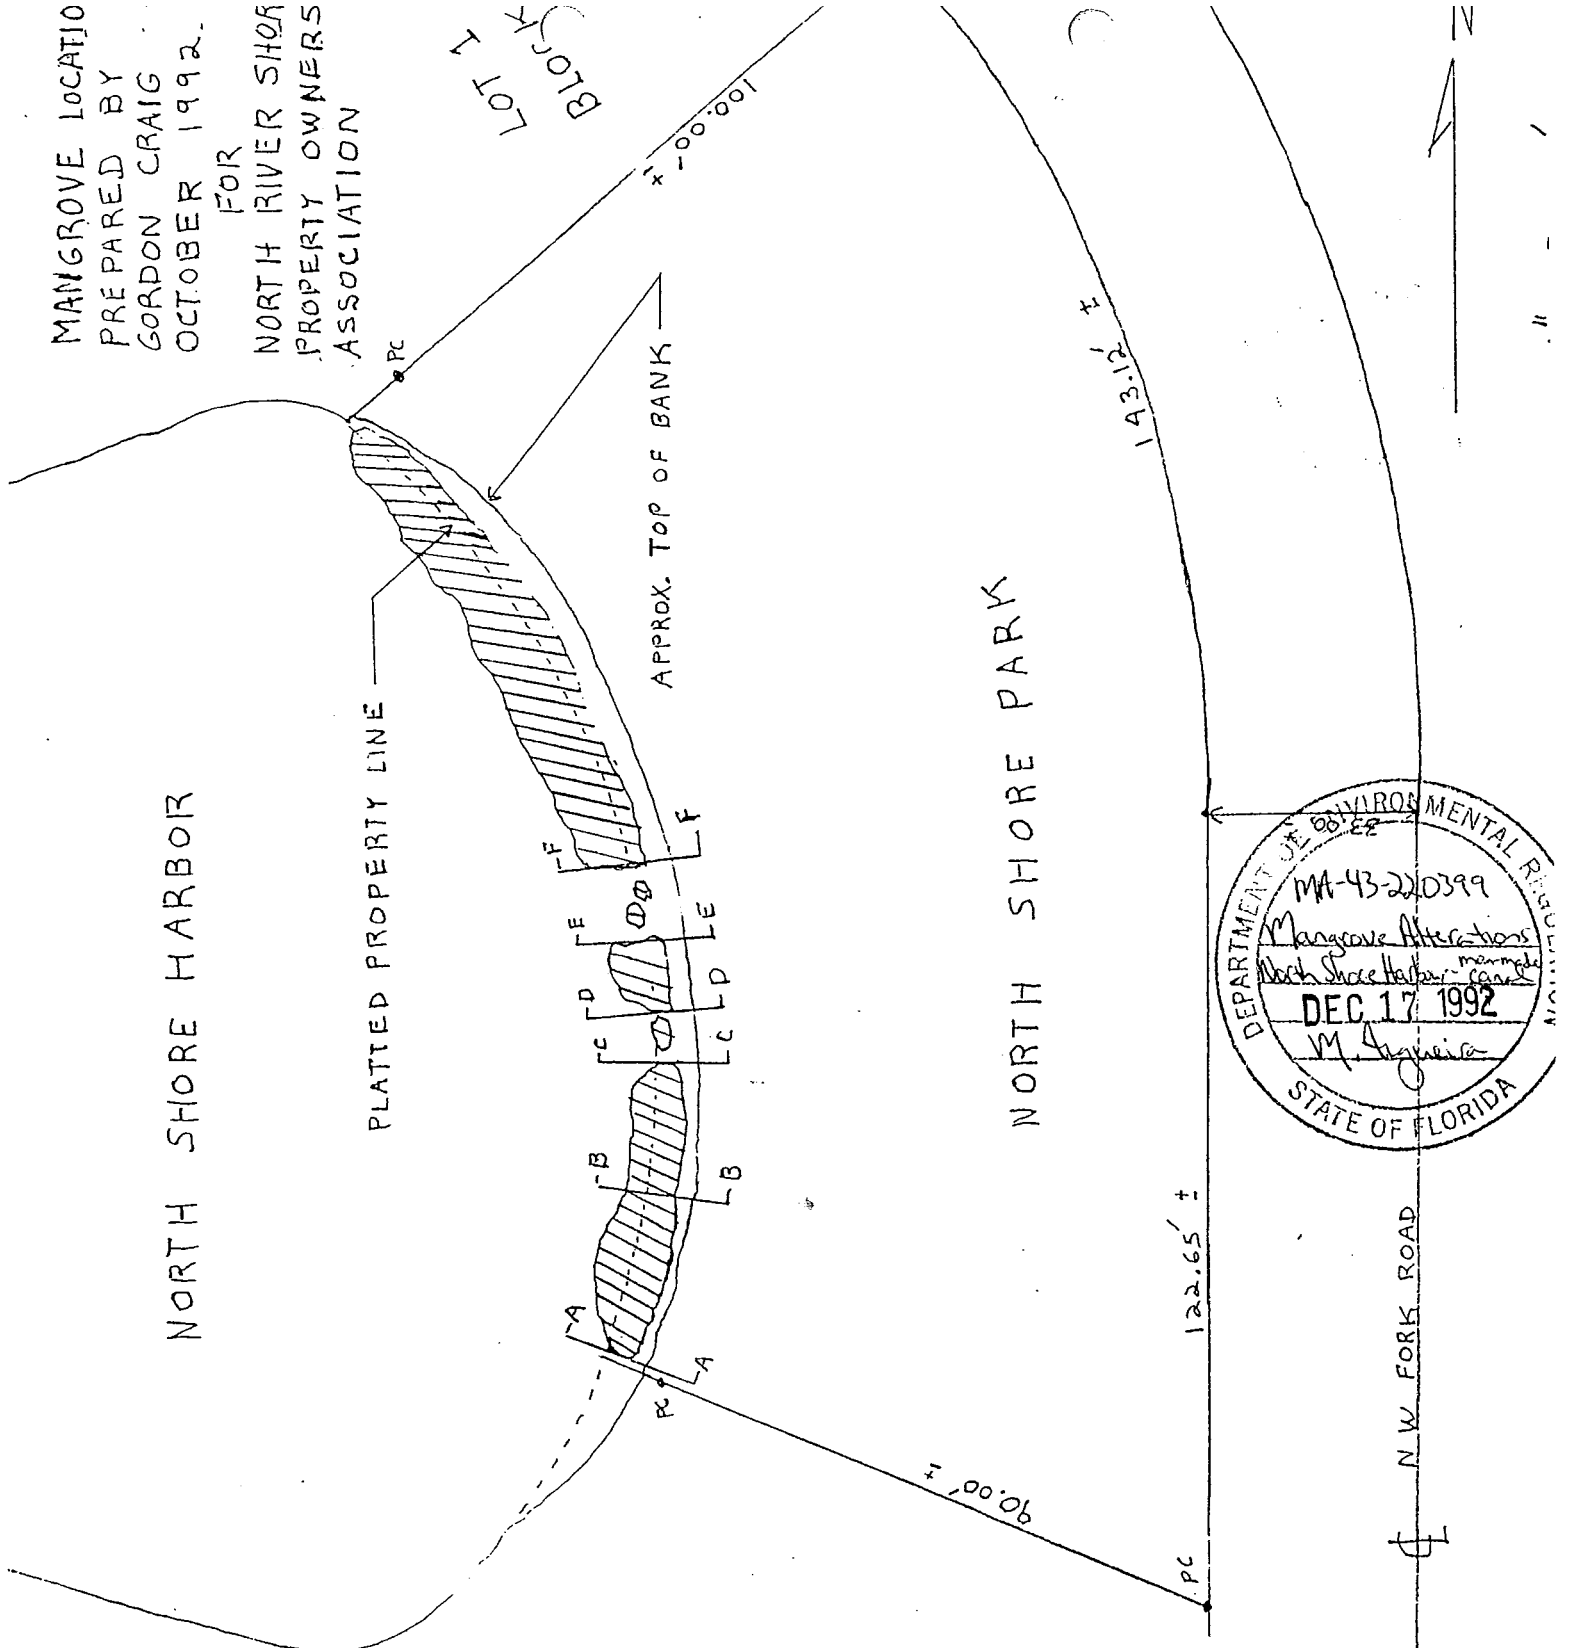 MANGROVE LOCATIO
PREPARED BY
GORDON CRAIG
OCTOBER 1992.
FOR
NORTH RIVER SHOR
PROPERTY OWNERS
ASSOCIATION
LOT 1
BLOCK
100.00' ±
PC
N
APPROX. TOP OF BANK
PLATTED PROPERTY LINE
NORTH SHORE HARBOR
143.12' ±
NORTH SHORE PARK
F
F
E
E
D
D
C
C
B
B
A
A
PC
90.00' ±
122.65' ±
PC
N W FORK ROAD
DEPARTMENT OF ENVIRONMENTAL REGUL
MA-43-220399
Mangrove Alterations
North Shore Harbor - manmade canal
DEC 17 1992
STATE OF FLORIDA